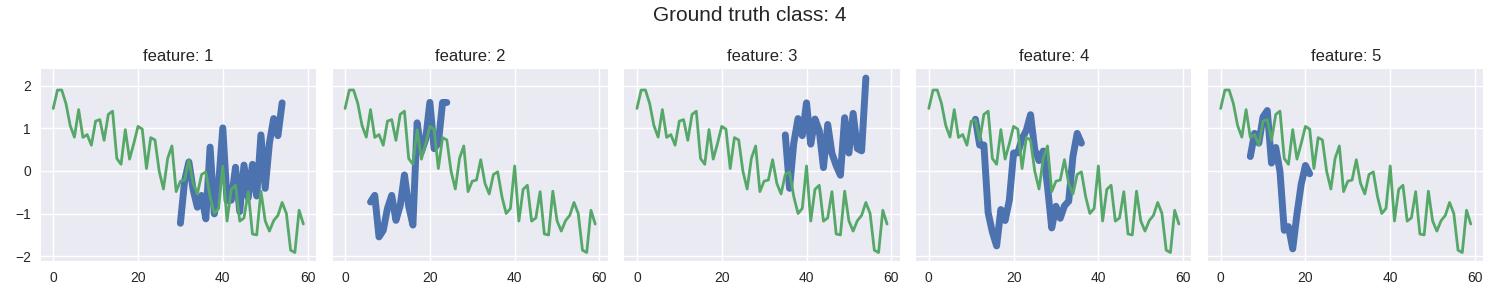 Ground truth class: 4
feature: 1
feature: 2
feature: 3
feature: 4
feature: 5
2
1
0
−1
−2
0 20 40 60
0 20 40 60
0 20 40 60
0 20 40 60
0 20 40 60